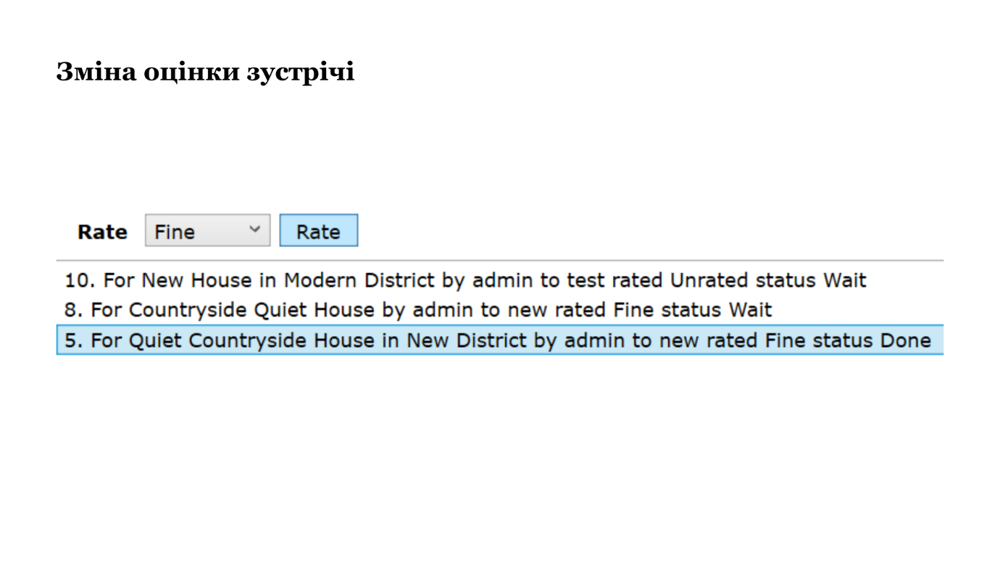 Зміна оцінки зустрічі
Rate Fine Rate
10. For New House in Modern District by admin to test rated Unrated status Wait
8. For Countryside Quiet House by admin to new rated Fine status Wait
5. For Quiet Countryside House in New District by admin to new rated Fine status Done